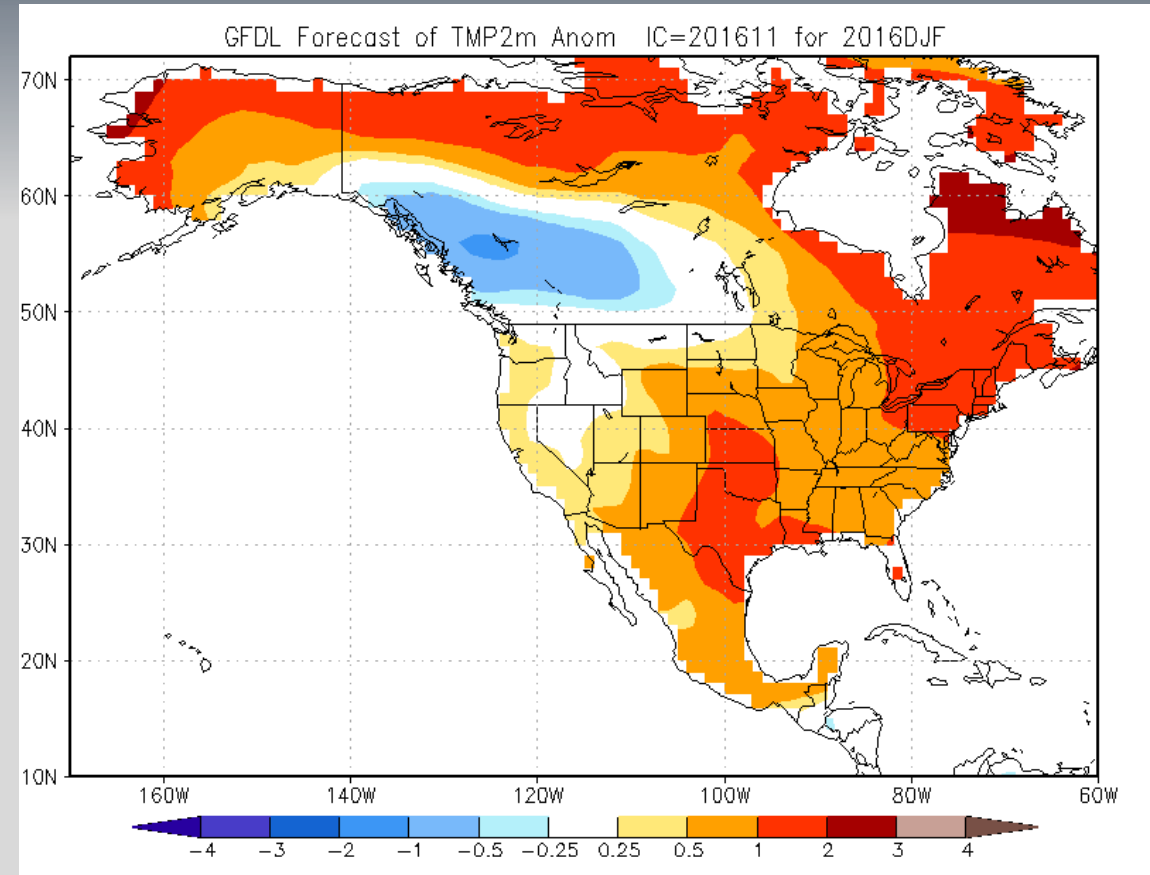 GFDL Forecast of TMP2m Anom IC=201611 for 2016DJF
70N
60N
50N
40N
30N
20N
10N
160W 140W 120W 100W 80W 60W
−4 −3 −2 −1 −0.5 −0.25 0.25 0.5 1 2 3 4